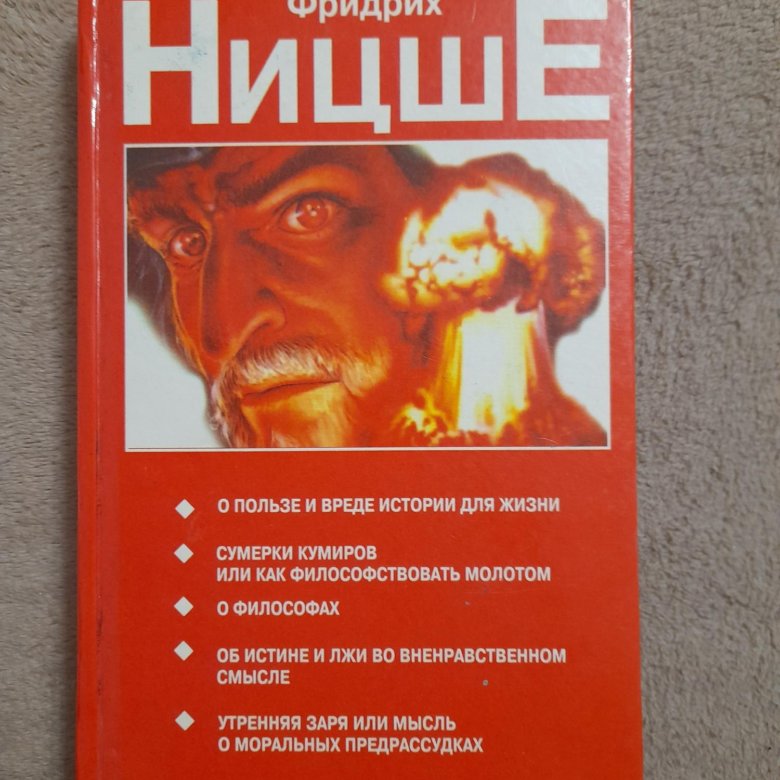 Фридрих
НИЦШЕ
О ПОЛЬЗЕ И ВРЕДЕ ИСТОРИИ ДЛЯ ЖИЗНИ
СУМЕРКИ КУМИРОВ
ИЛИ КАК ФИЛОСОФСТВОВАТЬ МОЛОТОМ
О ФИЛОСОФАХ
ОБ ИСТИНЕ И ЛЖИ ВО ВНЕНРАВСТВЕННОМ
СМЫСЛЕ
УТРЕННЯЯ ЗАРЯ ИЛИ МЫСЛЬ
О МОРАЛЬНЫХ ПРЕДРАССУДКАХ